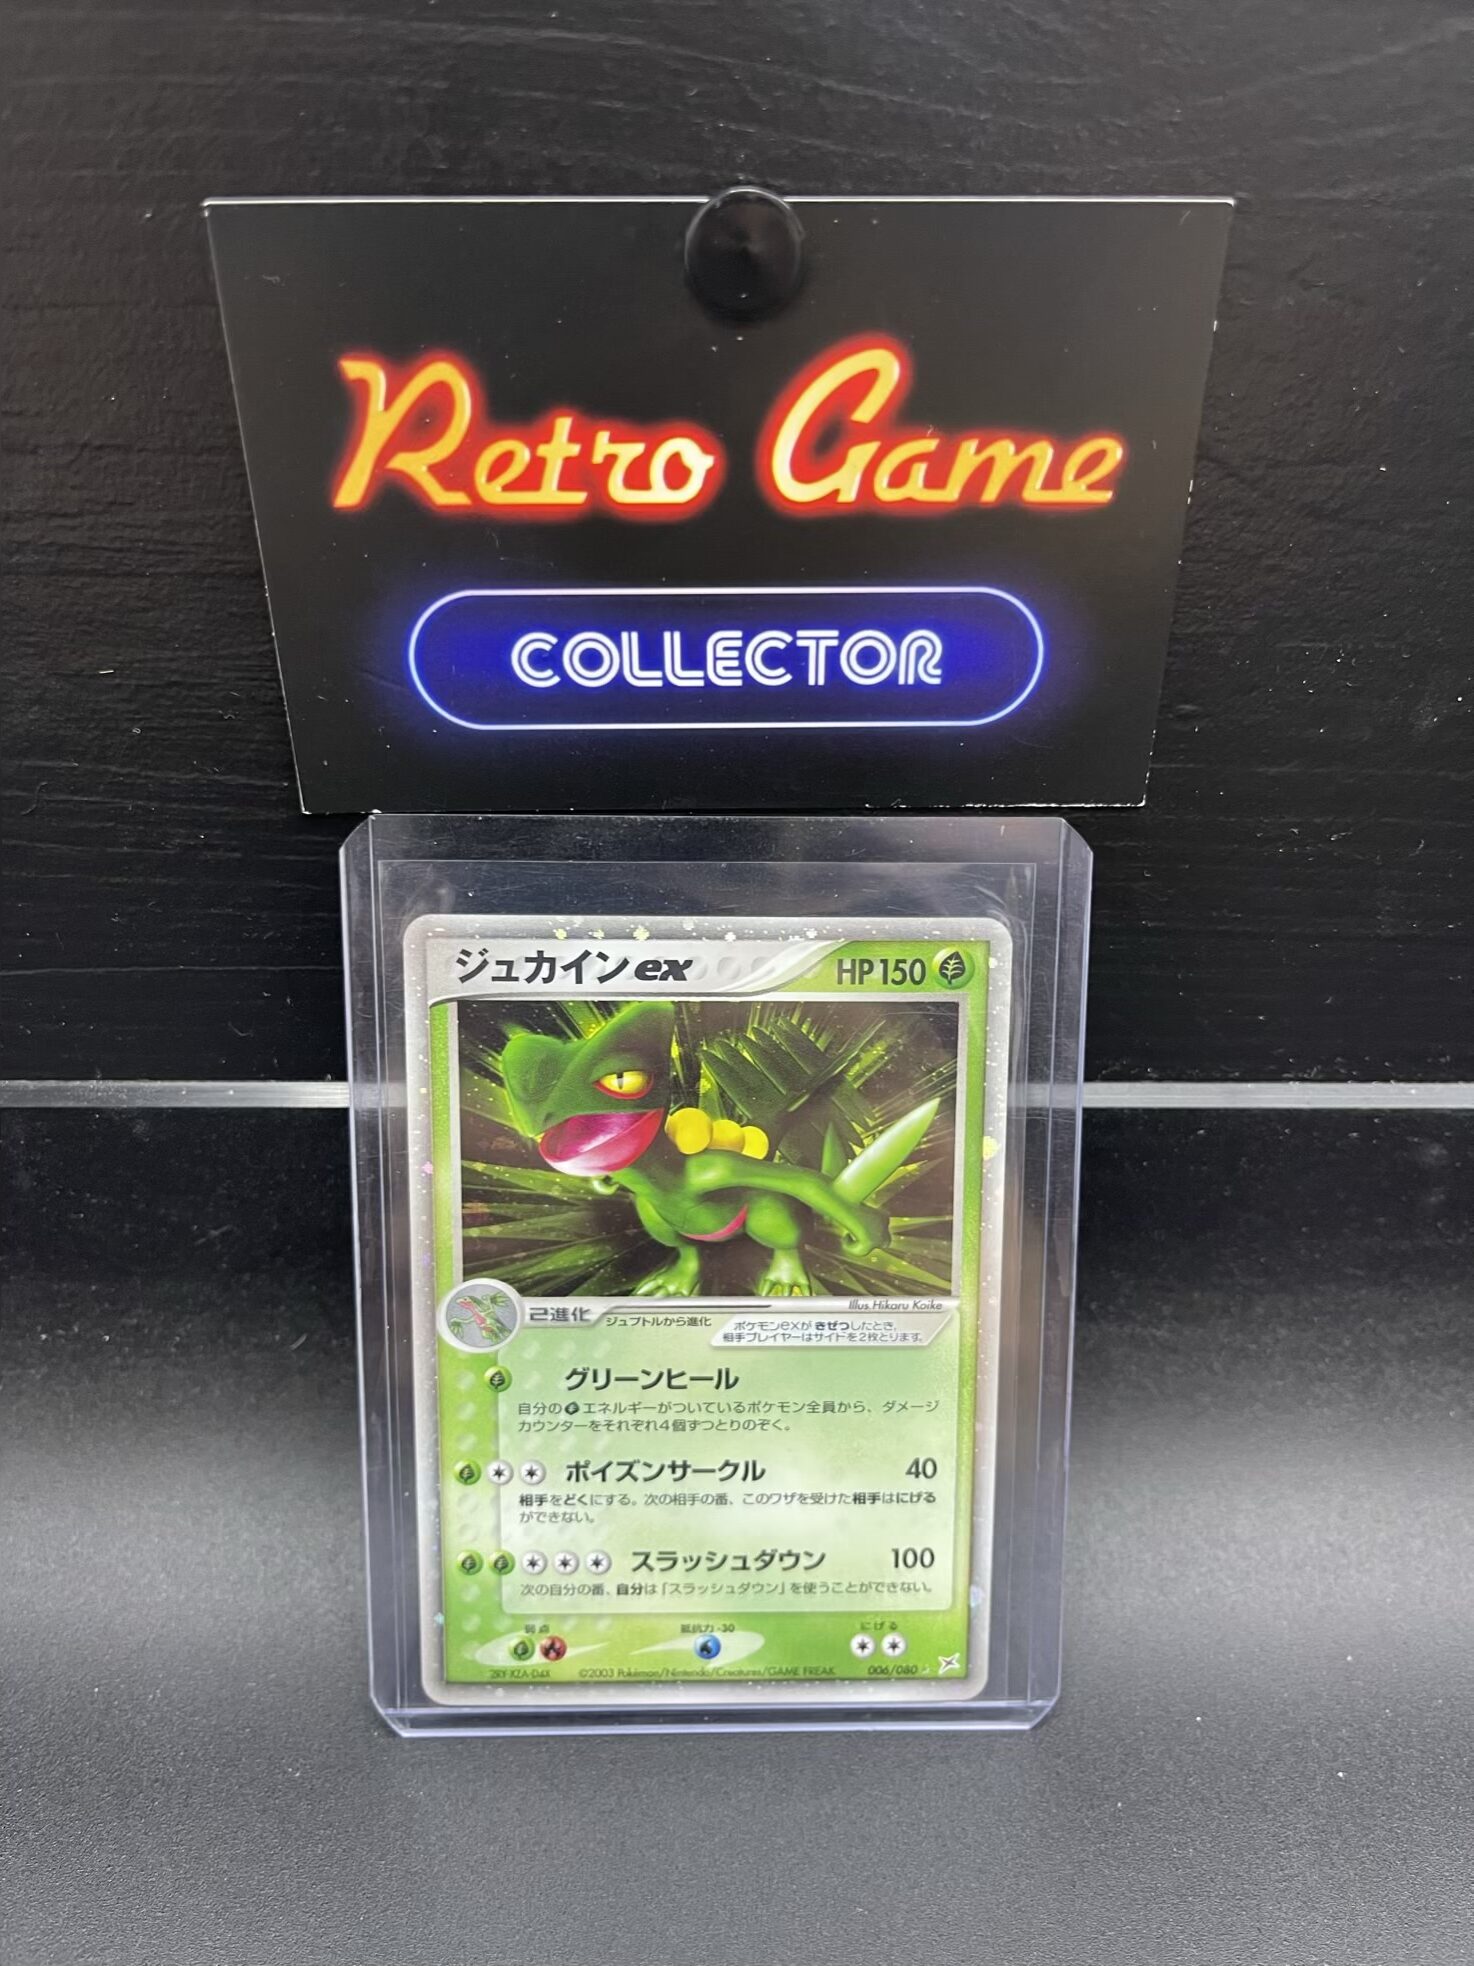 Retro Game
COLLECTOR
ジュカインex HP150
Illus. Hikaru Koike
2進化 ジュプトルから進化
ポケモンexがきぜつしたとき、
相手プレイヤーはサイドを2枚とります。
グリーンヒール
自分のエネルギーがついているポケモン全員から、ダメージ
カウンターをそれぞれ4個ずつとりのぞく。
ポイズンサークル 40
相手をどくにする。次の相手の番、このワザを受けた相手はにげる
ができない。
スラッシュダウン 100
次の自分の番、自分は「スラッシュダウン」を使うことができない。
弱点 抵抗力 -30 にげる
©2003 Pokémon/Nintendo/Creatures/GAME FREAK 006/080